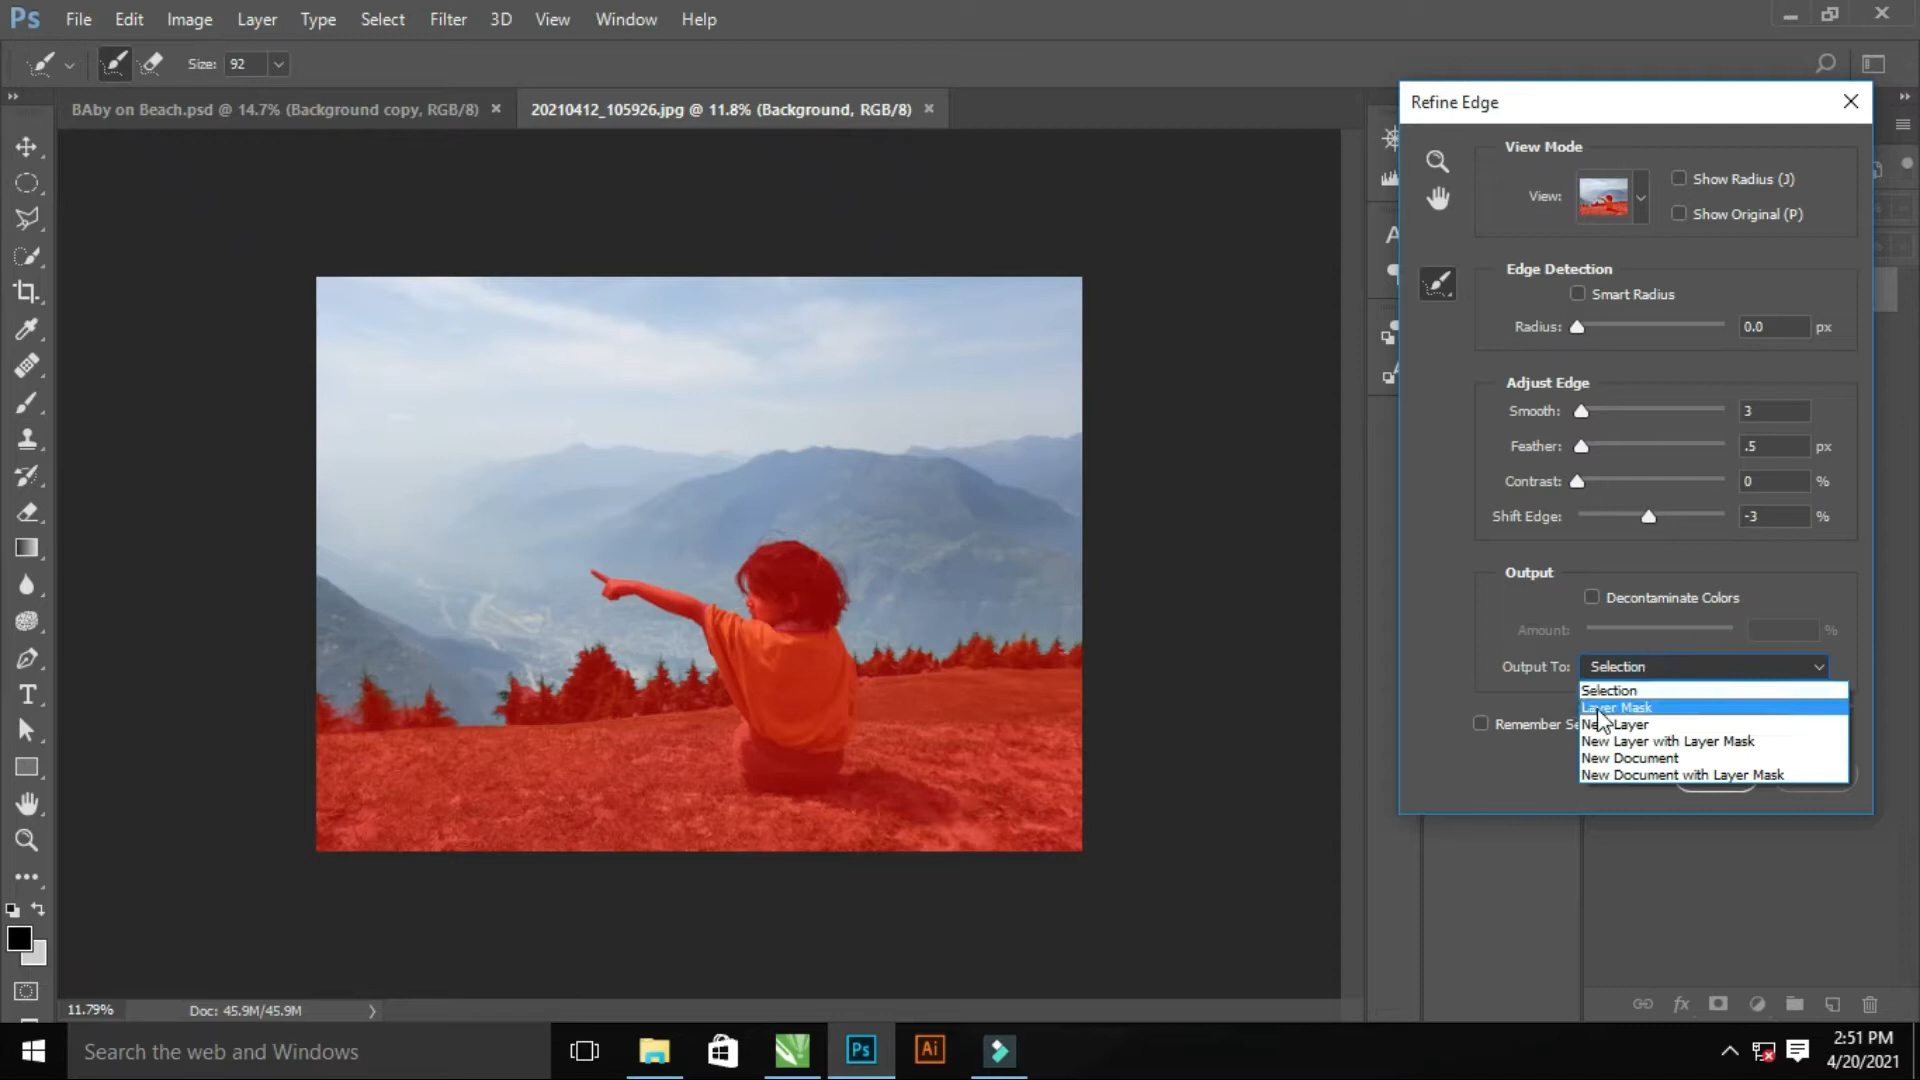 Ps File Edit Image Layer Type Select Filter 3D View Window Help
Size: 92
BAby on Beach.psd @ 14.7% (Background copy, RGB/8) × 20210412_105926.jpg @ 11.8% (Background, RGB/8) ×
Refine Edge
View Mode
View:
Show Radius (J)
Show Original (P)
Edge Detection
Smart Radius
Radius: 0.0 px
Adjust Edge
Smooth: 3
Feather: .5 px
Contrast: 0 %
Shift Edge: -3 %
Output
Decontaminate Colors
Amount: %
Output To: Selection
Selection
Layer Mask
New Layer
New Layer with Layer Mask
New Document
New Document with Layer Mask
Remember Se
11.79% Doc: 45.9M/45.9M
Search the web and Windows
Ps
Ai
2:51 PM
4/20/2021